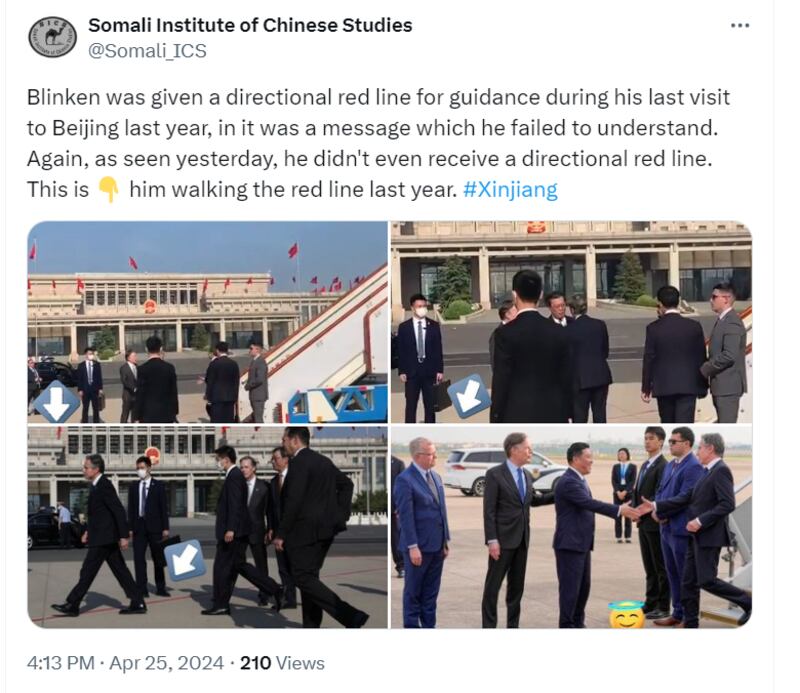 Somali Institute of Chinese Studies
@Somali_ICS
Blinken was given a directional red line for guidance during his last visit
to Beijing last year, in it was a message which he failed to understand.
Again, as seen yesterday, he didn't even receive a directional red line.
This is 👇 him walking the red line last year. #Xinjiang
4:13 PM · Apr 25, 2024 · 210 Views